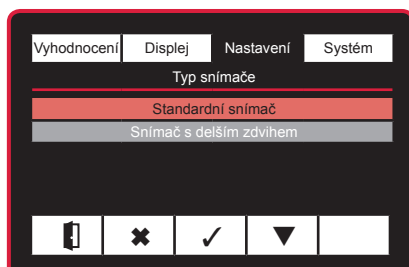 Vyhodnocení Displej Nastavení Systém
Typ snímače
Standardní snímač
Snímač s delším zdvihem